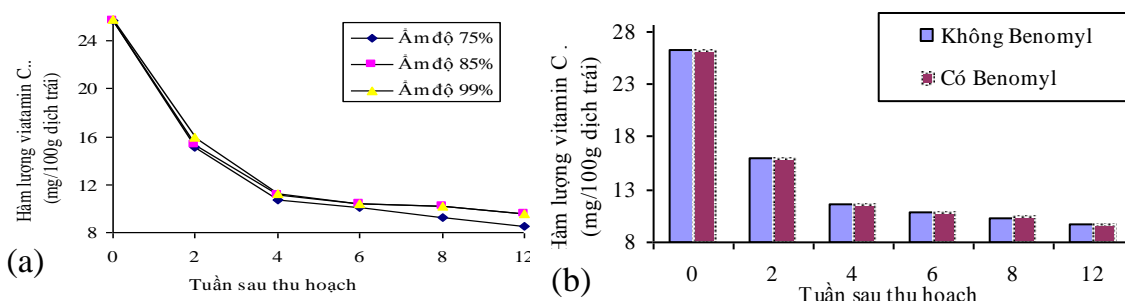 Hàm lượng viatamin C..
(mg/100g dịch trái)
24
20
16
12
8
0
2
4
6
8
12
Tuần sau thu hoạch
Ẩm độ 75%
Ẩm độ 85%
Ẩm độ 99%
(a)
Hàm lượng vitamin C .
(mg/100g dịch trái)
28
23
18
13
8
0
2
4
6
8
12
Tuần sau thu hoạch
Không Benomyl
Có Benomyl
(b)